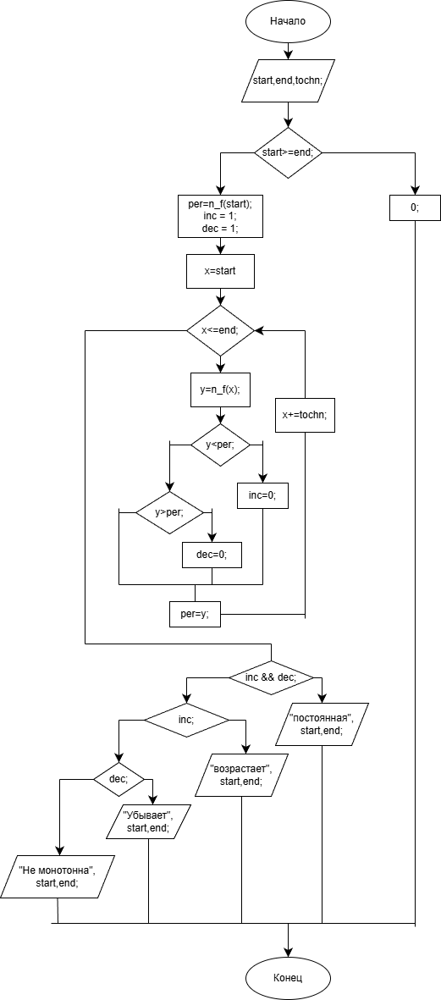 Начало
start,end,tochn;
start>=end;
per=n_f(start);
inc = 1;
dec = 1;
0;
x=start
x<=end;
y=n_f(x);
x+=tochn;
y<per;
inc=0;
y>per;
dec=0;
per=y;
inc && dec;
"постоянная",
start,end;
inc;
"возрастает",
start,end;
dec;
"Убывает",
start,end;
"Не монотонна",
start,end;
Конец